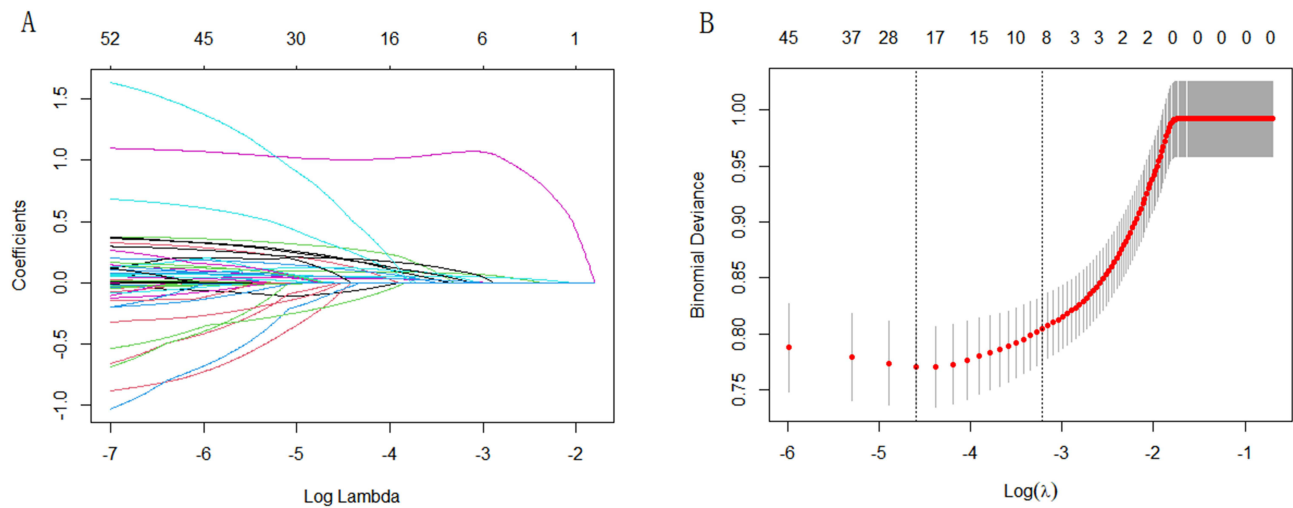 A
52 45 30 16 6 1
1.5
1.0
0.5
0.0
-0.5
-1.0
Coefficients
-7 -6 -5 -4 -3 -2
Log Lambda
B
45 37 28 17 15 10 8 3 3 2 2 0 0 0 0 0
1.00
0.95
0.90
0.85
0.80
0.75
Binomial Deviance
-6 -5 -4 -3 -2 -1
Log(λ)